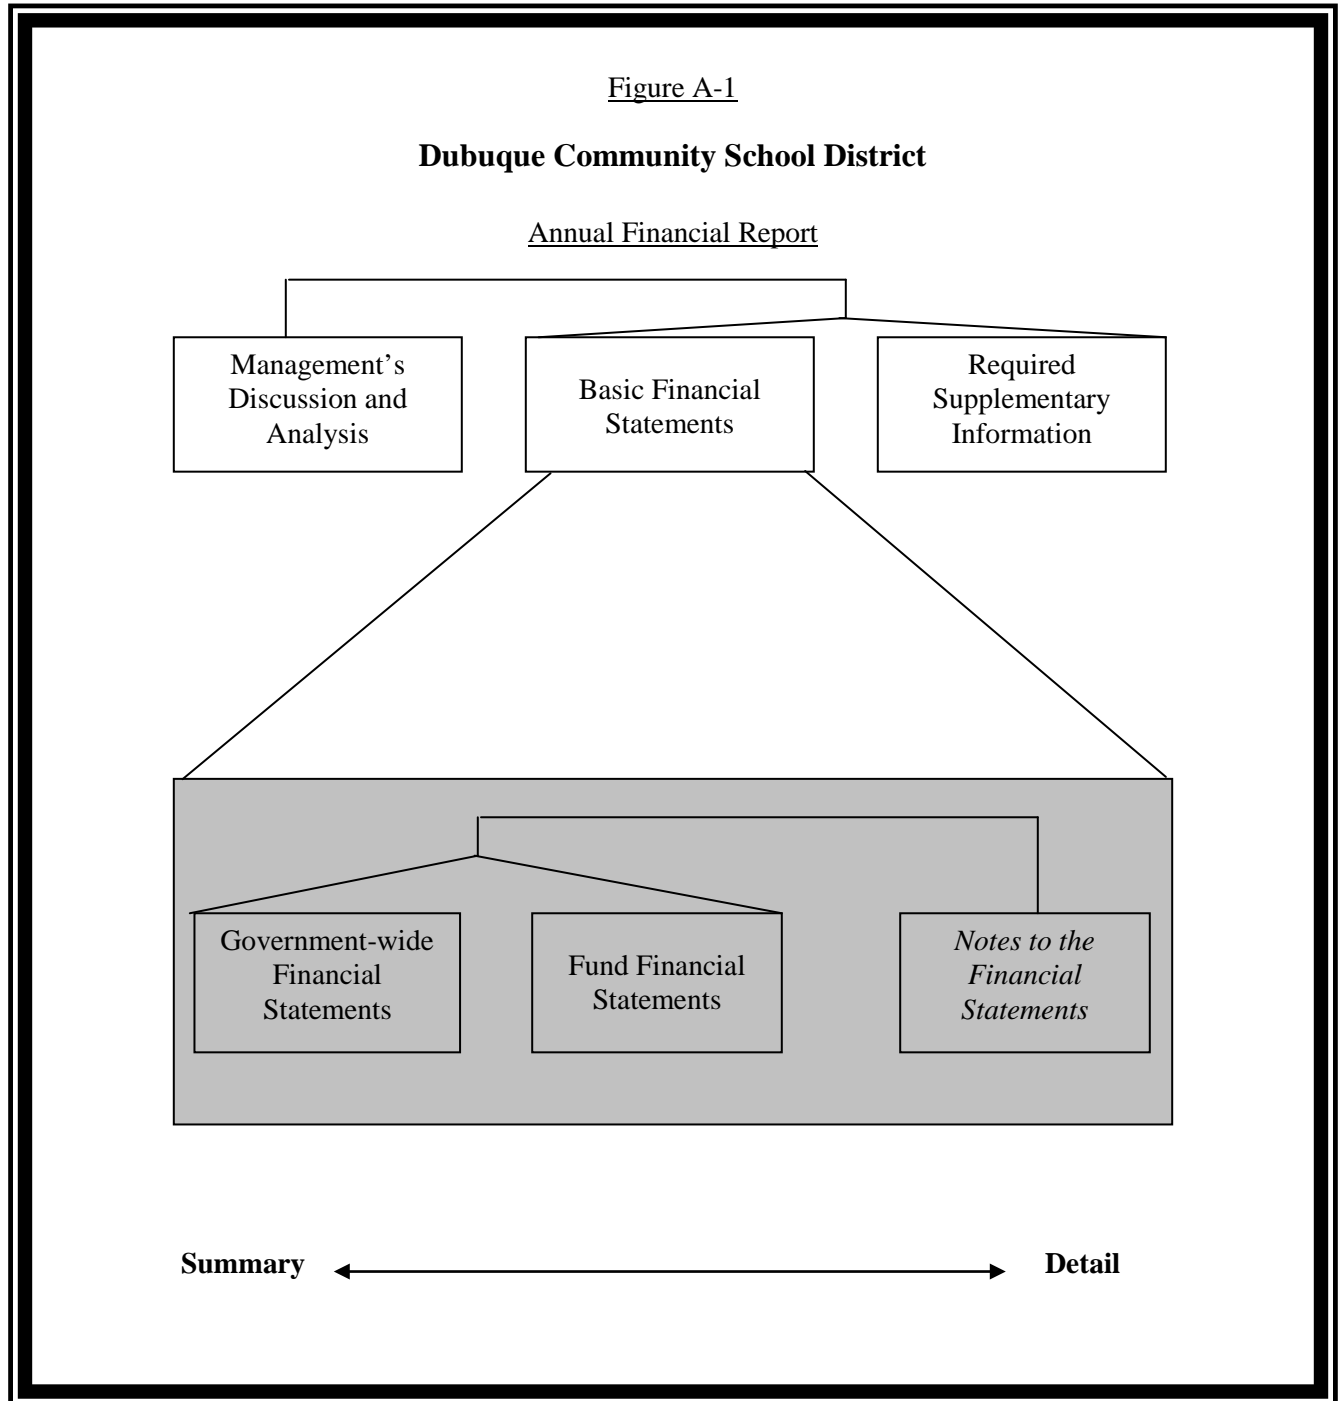 Figure A-1
Dubuque Community School District
Annual Financial Report
Management’s
Discussion and
Analysis
Basic Financial
Statements
Required
Supplementary
Information
Government-wide
Financial
Statements
Fund Financial
Statements
Notes to the
Financial
Statements
Summary
Detail